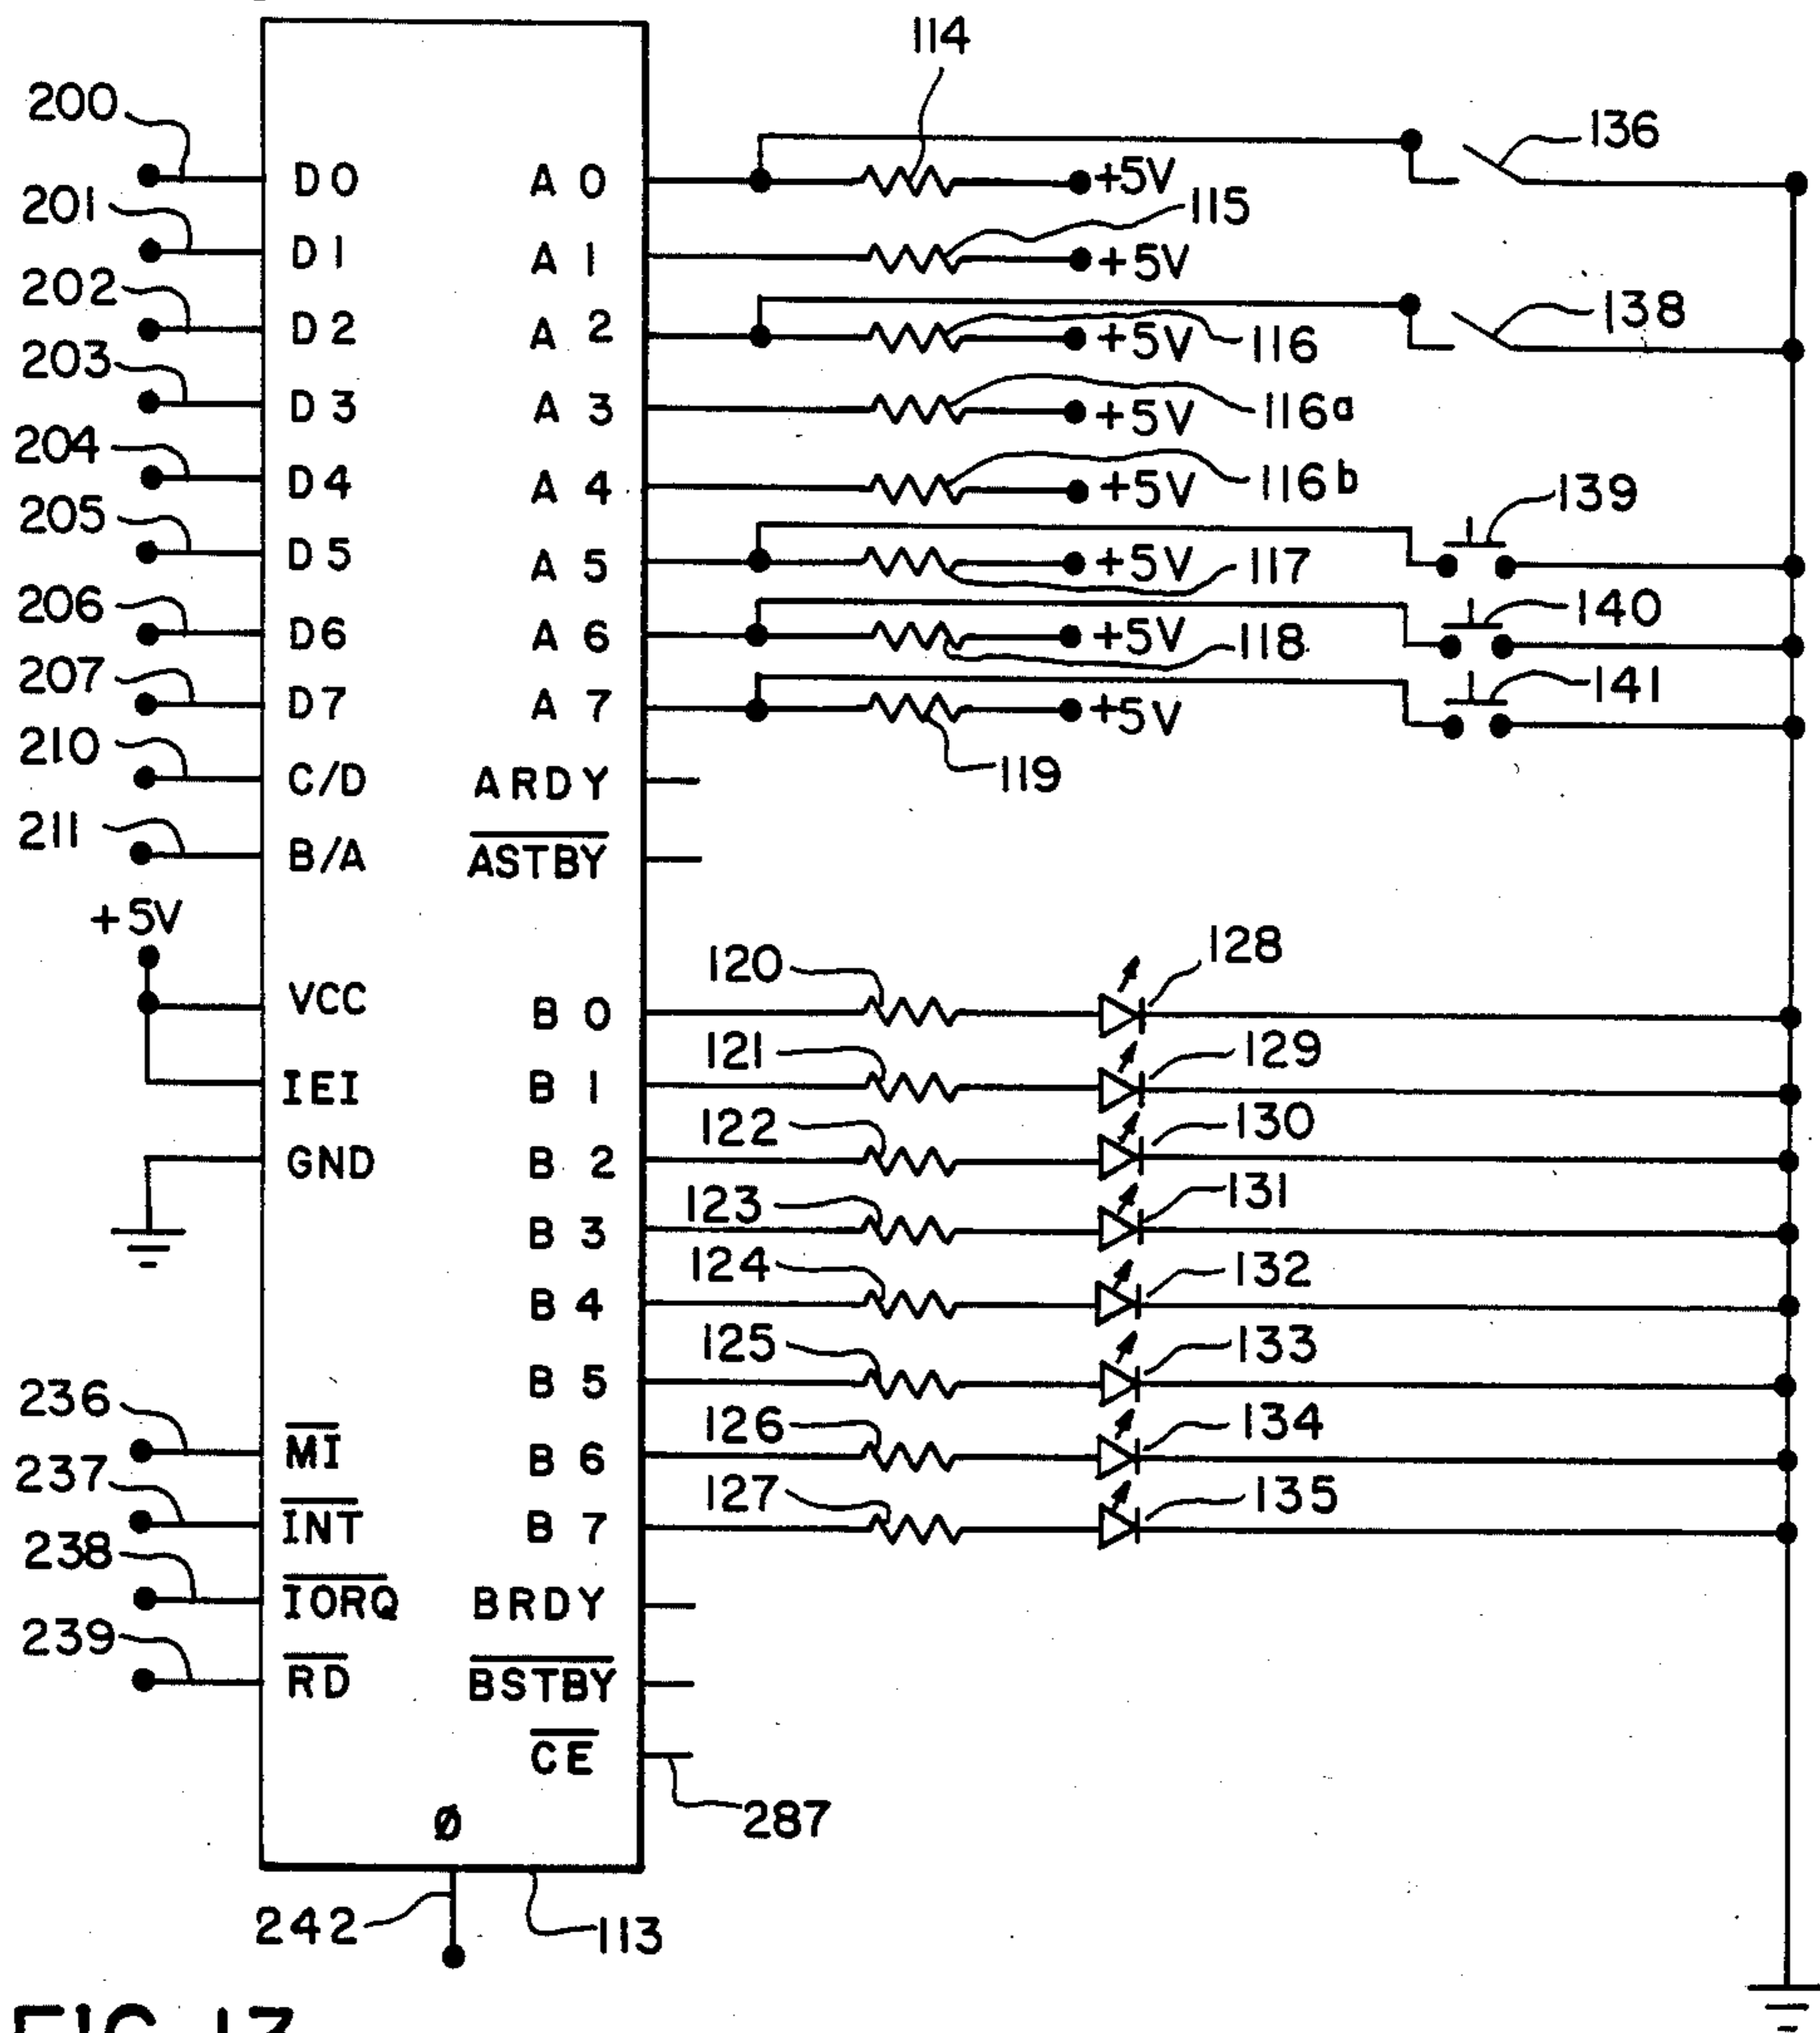 114
200 D0 A 0 +5V 136
201 D1 A 1 +5V 115
202 D2 A 2 +5V 116 138
203 D3 A 3 +5V 116a
204 D4 A 4 +5V 116b
205 D5 A 5 +5V 117 139
206 D6 A 6 +5V 118 140
207 D7 A 7 +5V 141
119
210 C/D ARDY
211 B/A ASTBY
+5V
VCC B 0 120 128
IEI B 1 121 129
GND B 2 122 130
B 3 123 131
B 4 124 132
B 5 125 133
236 MI B 6 126 134
237 INT B 7 127 135
238 IORQ BRDY
239 RD BSTBY
CE
287
Ø
242 113
FIG. 13